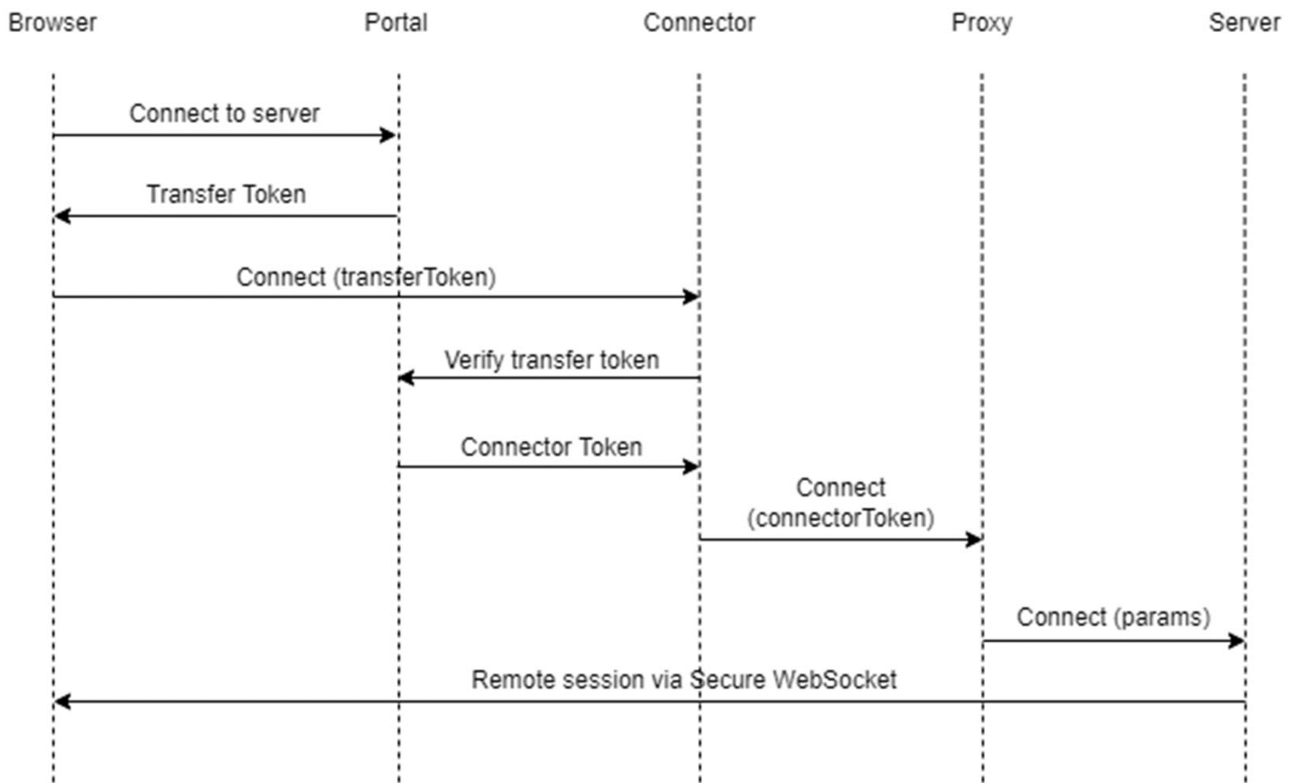 Browser
Portal
Connector
Proxy
Server
Connect to server
Transfer Token
Connect (transferToken)
Verify transfer token
Connector Token
Connect
(connectorToken)
Connect (params)
Remote session via Secure WebSocket